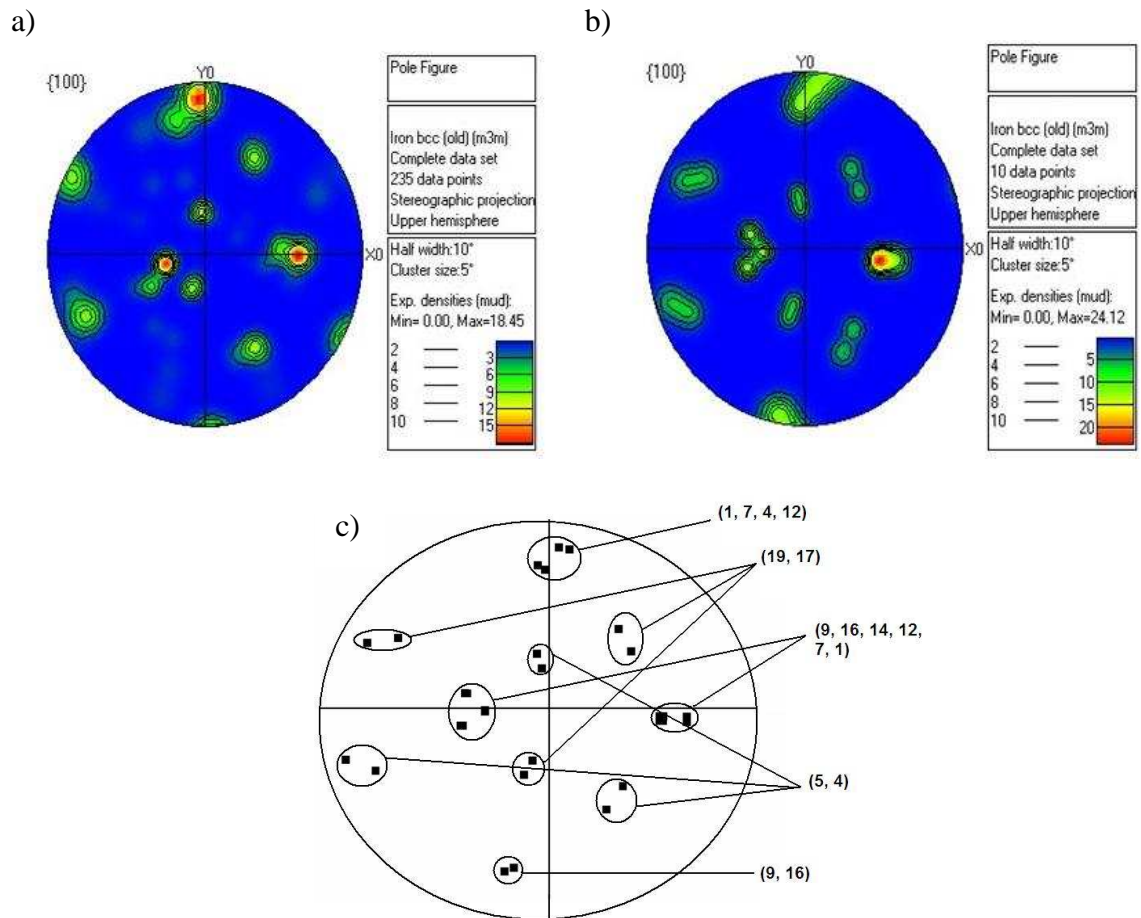 a)
{100}
Y0
X0
Pole Figure
Iron bcc (old) (m3m)
Complete data set
235 data points
Stereographic projection
Upper hemisphere
Half width:10°
Cluster size:5°
Exp. densities (mud):
Min= 0.00, Max=18.45
2
4
6
8
10
3
6
9
12
15
b)
{100}
Y0
X0
Pole Figure
Iron bcc (old) (m3m)
Complete data set
10 data points
Stereographic projection
Upper hemisphere
Half width:10°
Cluster size:5°
Exp. densities (mud):
Min= 0.00, Max=24.12
2
4
6
8
10
5
10
15
20
c)
(1, 7, 4, 12)
(19, 17)
(9, 16, 14, 12,
7, 1)
(5, 4)
(9, 16)